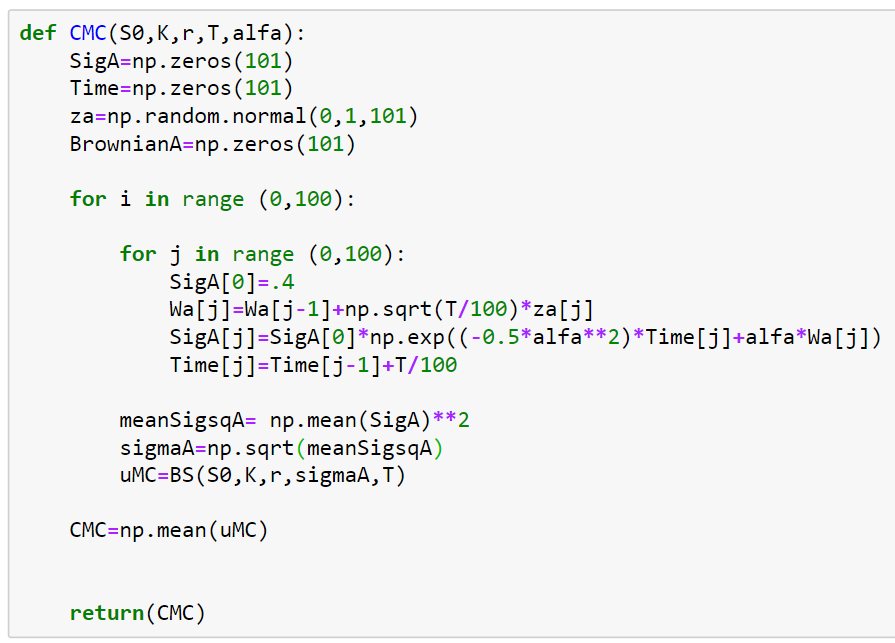 def CMC(S0,K,r,T,alfa):
    SigA=np.zeros(101)
    Time=np.zeros(101)
    za=np.random.normal(0,1,101)
    BrownianA=np.zeros(101)
    for i in range (0,100):
        for j in range (0,100):
            SigA[0]=.4
            Wa[j]=Wa[j-1]+np.sqrt(T/100)*za[j]
            SigA[j]=SigA[0]*np.exp((-0.5*alfa**2)*Time[j]+alfa*Wa[j])
            Time[j]=Time[j-1]+T/100
        meanSigsqA= np.mean(SigA)**2
        sigmaA=np.sqrt(meanSigsqA)
        uMC=BS(S0,K,r,sigmaA,T)
    CMC=np.mean(uMC)
    return(CMC)